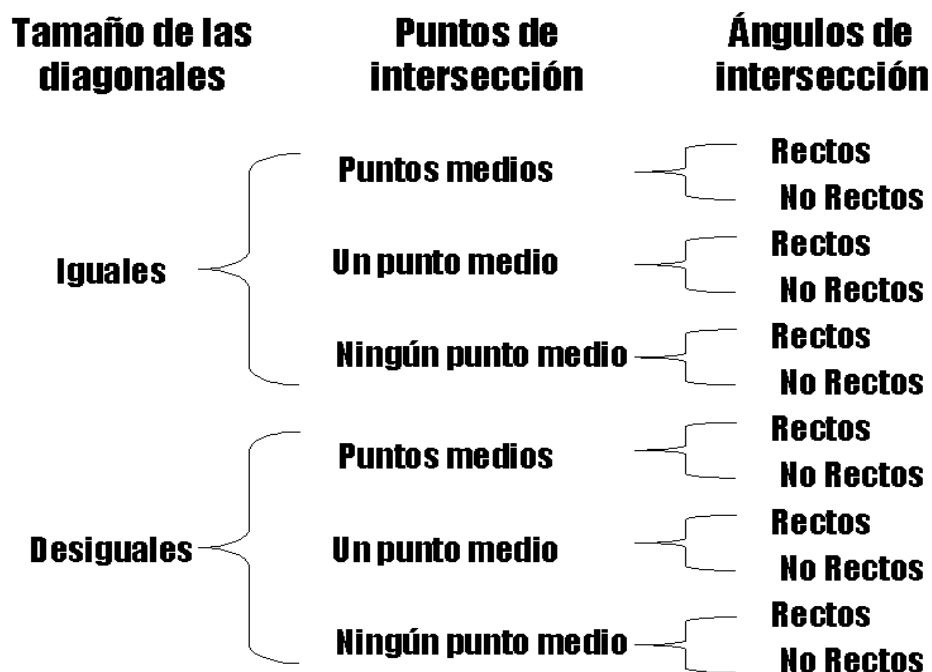 Tamaño de las
diagonales
Puntos de
intersección
Ángulos de
intersección
Iguales
Puntos medios
Rectos
No Rectos
Un punto medio
Rectos
No Rectos
Ningún punto medio
Rectos
No Rectos
Desiguales
Puntos medios
Rectos
No Rectos
Un punto medio
Rectos
No Rectos
Ningún punto medio
Rectos
No Rectos